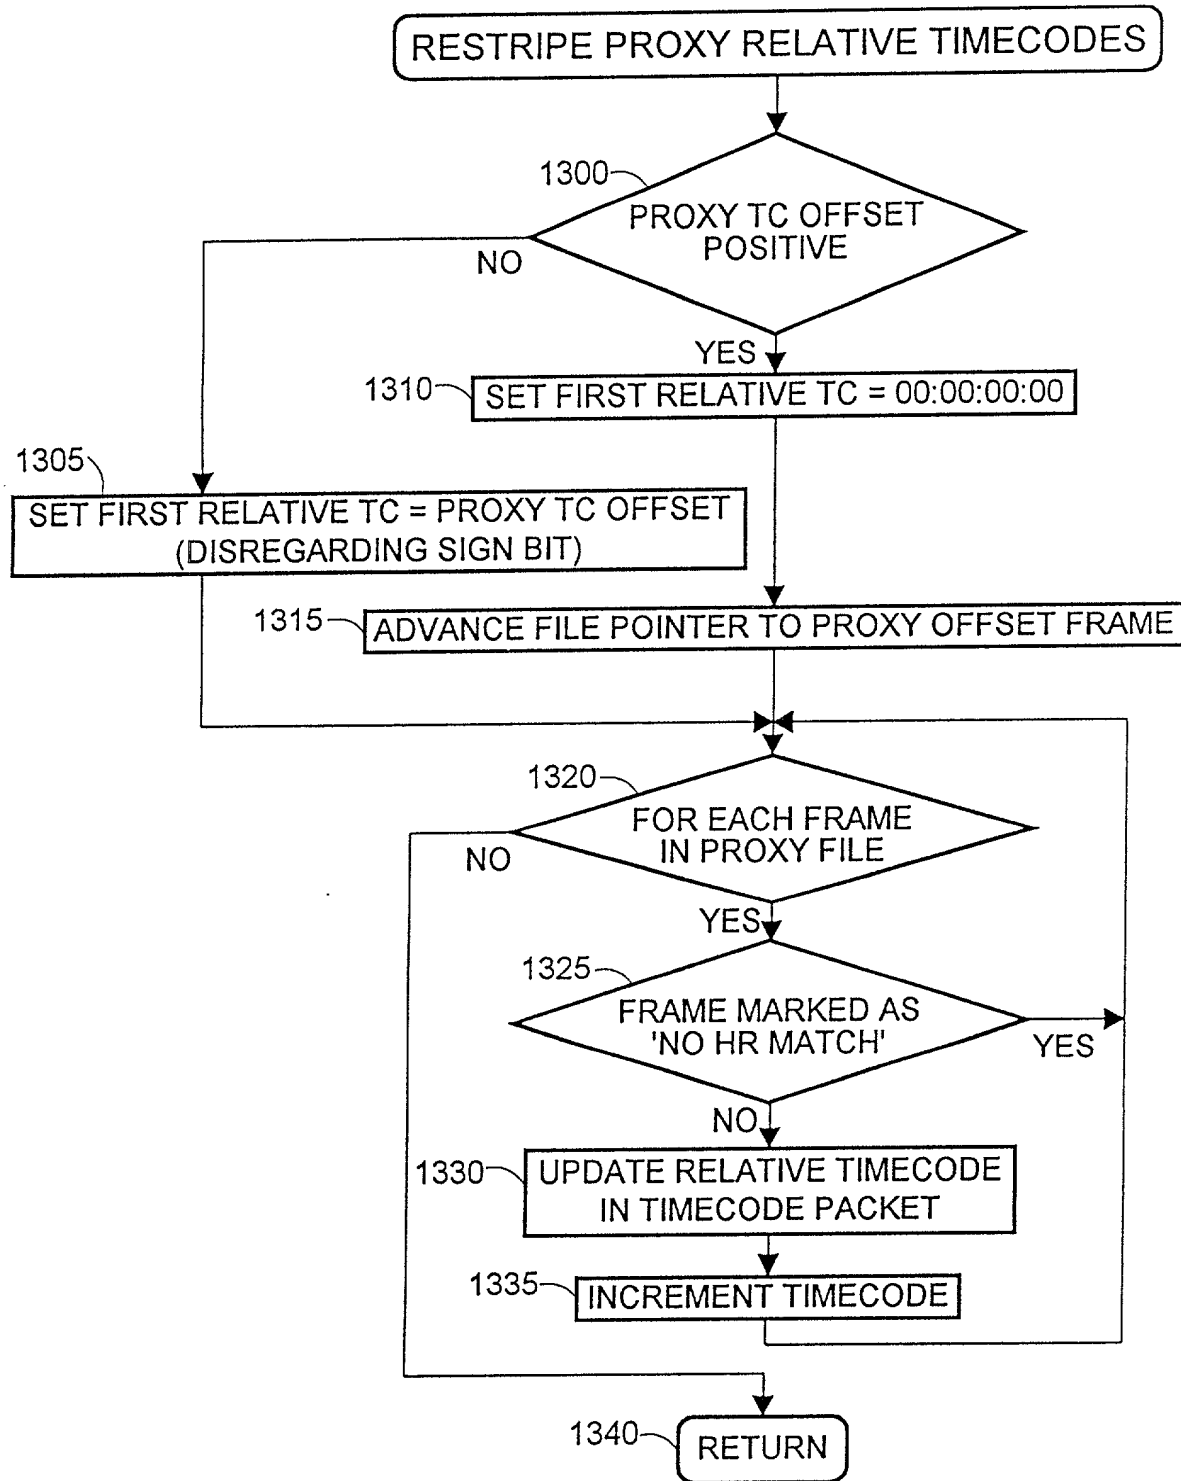 RESTRIPE PROXY RELATIVE TIMECODES
1300
PROXY TC OFFSET
POSITIVE
NO
YES
1310
SET FIRST RELATIVE TC = 00:00:00:00
1305
SET FIRST RELATIVE TC = PROXY TC OFFSET
(DISREGARDING SIGN BIT)
1315
ADVANCE FILE POINTER TO PROXY OFFSET FRAME
1320
FOR EACH FRAME
IN PROXY FILE
NO
YES
1325
FRAME MARKED AS
'NO HR MATCH'
YES
NO
1330
UPDATE RELATIVE TIMECODE
IN TIMECODE PACKET
1335
INCREMENT TIMECODE
1340
RETURN